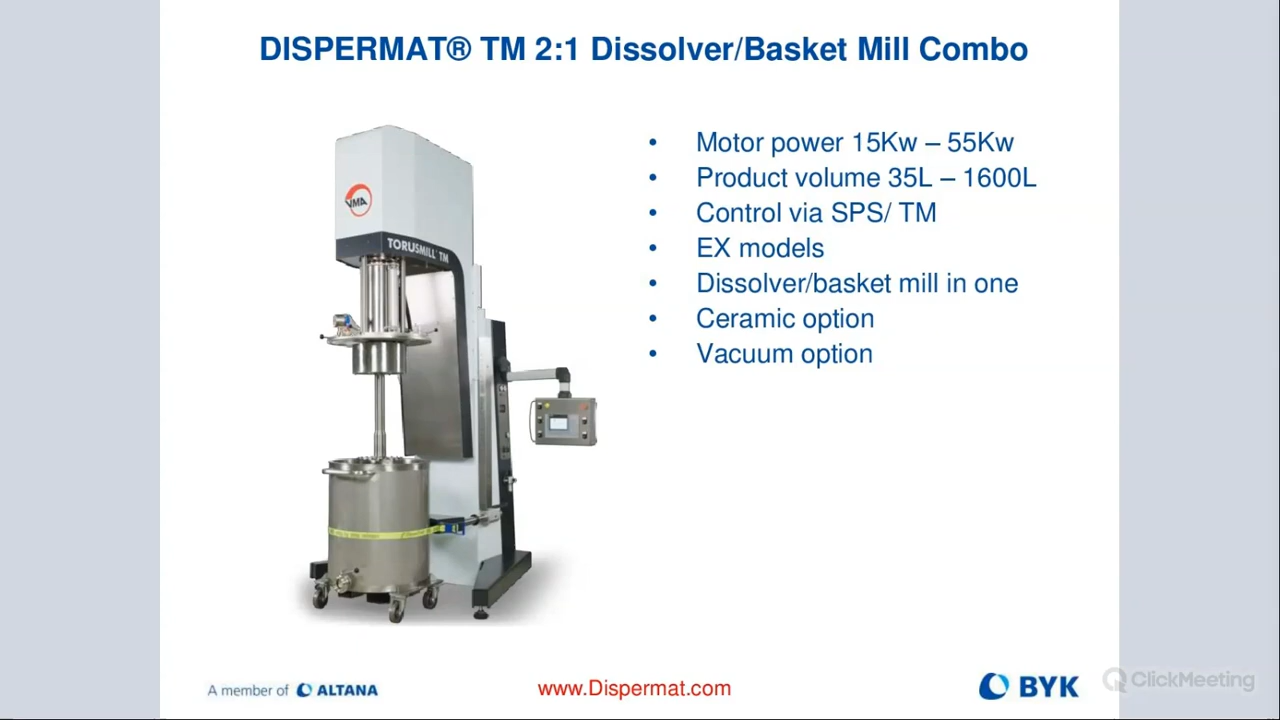 DISPERMAT® TM 2:1 Dissolver/Basket Mill Combo
• Motor power 15Kw – 55Kw
• Product volume 35L – 1600L
• Control via SPS/ TM
• EX models
• Dissolver/basket mill in one
• Ceramic option
• Vacuum option
VMA
TORUSMILL® TM
A member of ALTANA
www.Dispermat.com
BYK
ClickMeeting